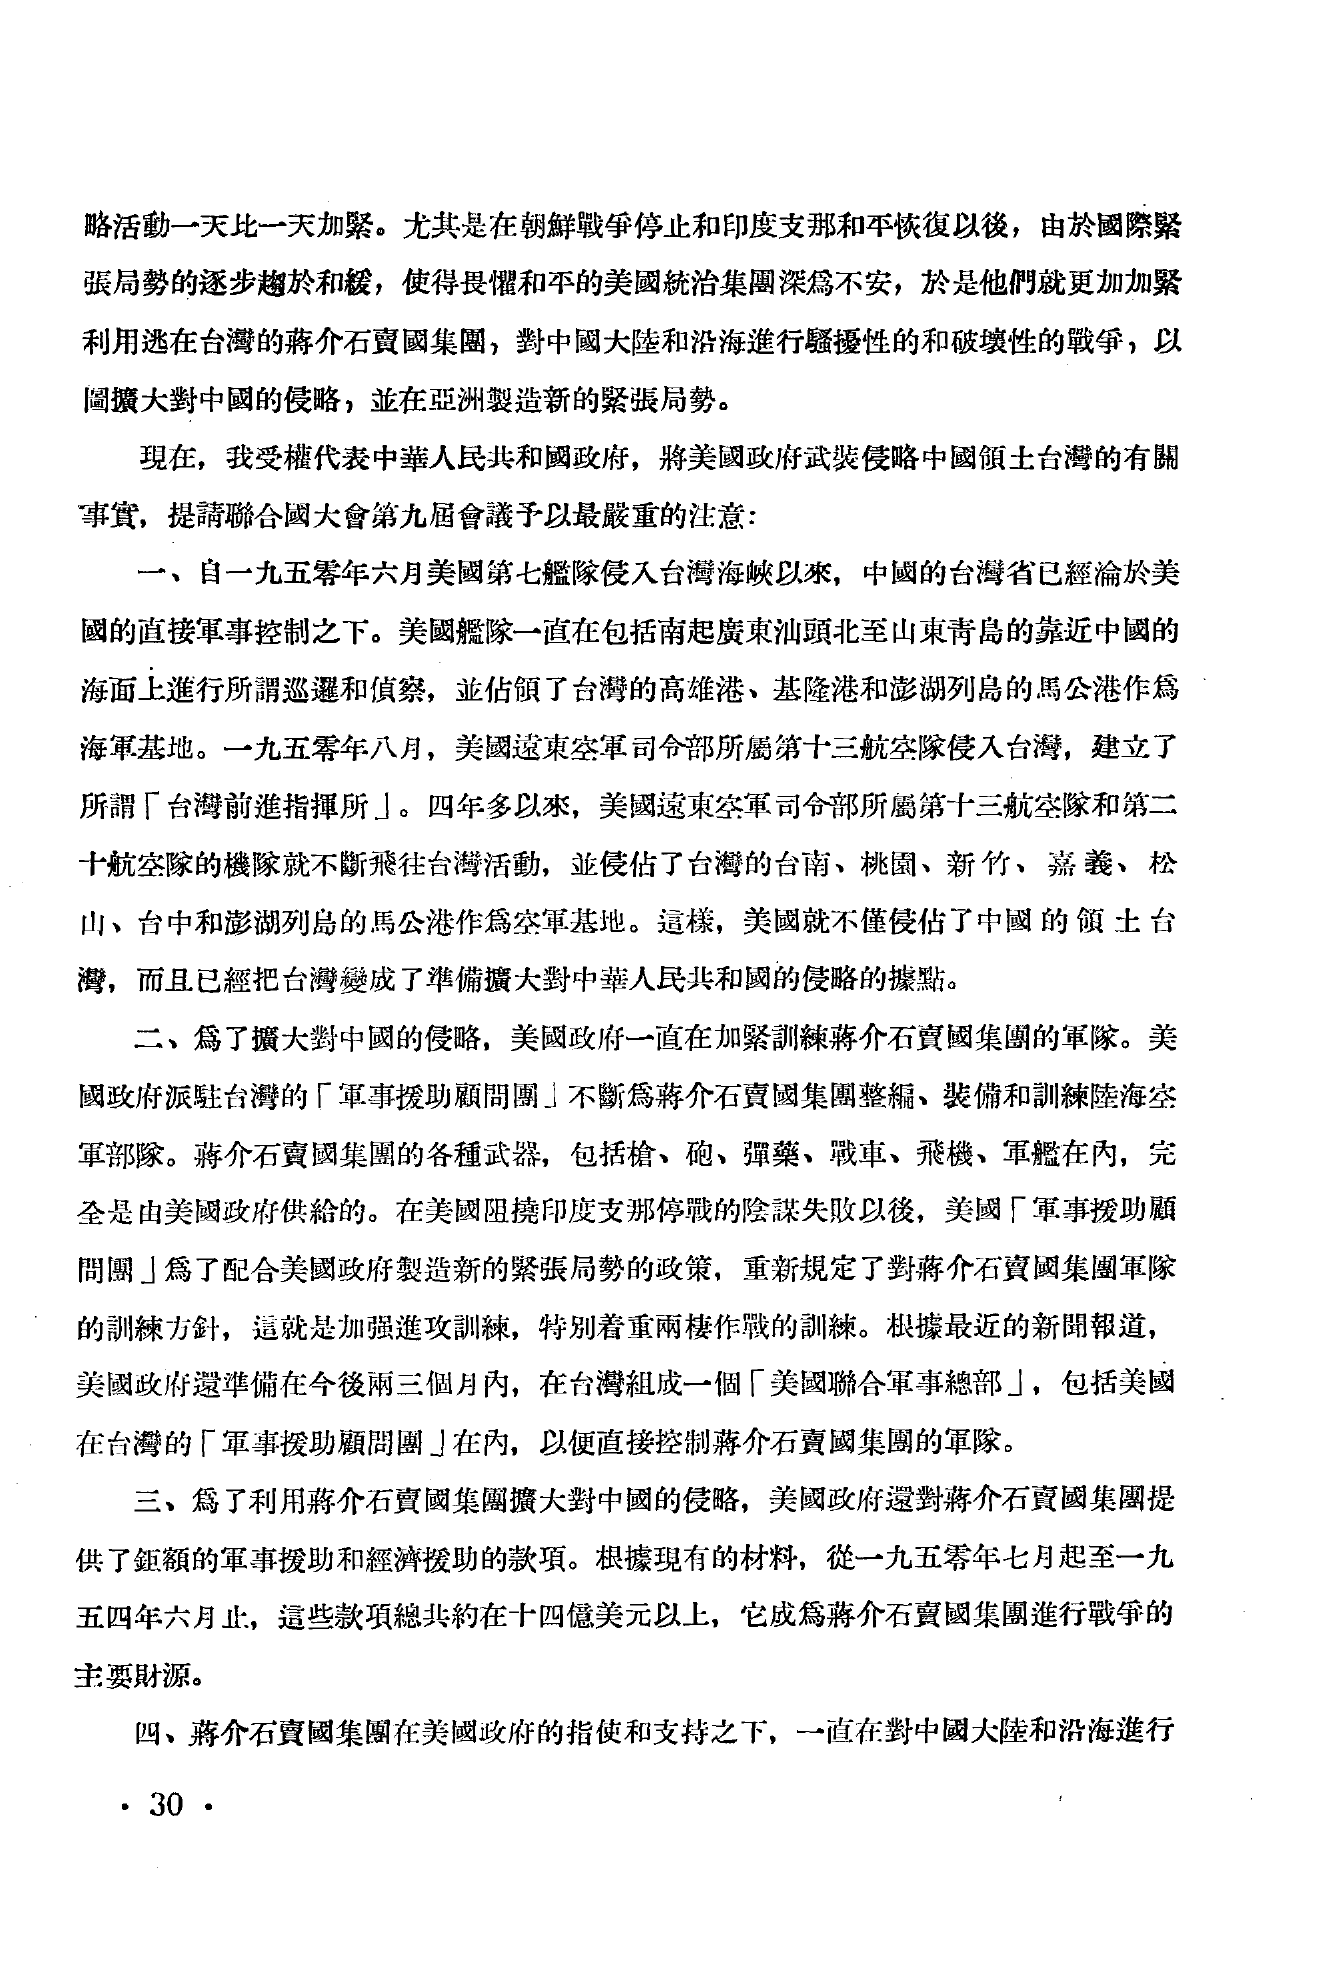 略活動一天比一天加緊。尤其是在朝鮮戰爭停止和印度支那和平恢復以後，由於國際緊
張局勢的逐步趨於和緩，使得畏懼和平的美國統治集團深爲不安，於是他們就更加加緊
利用逃在台灣的蔣介石賣國集團，對中國大陸和沿海進行騷擾性的和破壞性的戰爭，以
圖擴大對中國的侵略，並在亞洲製造新的緊張局勢。
現在，我受權代表中華人民共和國政府，將美國政府武裝侵略中國領土台灣的有關
事實，提請聯合國大會第九屆會議予以最嚴重的注意：
一、自一九五零年六月美國第七艦隊侵入台灣海峽以來，中國的台灣省已經淪於美
國的直接軍事控制之下。美國艦隊一直在包括南起廣東汕頭北至山東青島的靠近中國的
海面上進行所謂巡邏和偵察，並佔領了台灣的高雄港、基隆港和澎湖列島的馬公港作爲
海軍基地。一九五零年八月，美國遠東空軍司令部所屬第十三航空隊侵入台灣，建立了
所謂「台灣前進指揮所」。四年多以來，美國遠東空軍司令部所屬第十三航空隊和第二
十航空隊的機隊就不斷飛往台灣活動，並侵佔了台灣的台南、桃園、新竹、嘉義、松
山、台中和澎湖列島的馬公港作爲空軍基地。這樣，美國就不僅侵佔了中國的領土台
灣，而且已經把台灣變成了準備擴大對中華人民共和國的侵略的據點。
二、爲了擴大對中國的侵略，美國政府一直在加緊訓練蔣介石賣國集團的軍隊。美
國政府派駐台灣的「軍事援助顧問團」不斷爲蔣介石賣國集團整編、裝備和訓練陸海空
軍部隊。蔣介石賣國集團的各種武器，包括槍、砲、彈藥、戰車、飛機、軍艦在內，完
全是由美國政府供給的。在美國阻撓印度支那停戰的陰謀失敗以後，美國「軍事援助顧
問團」爲了配合美國政府製造新的緊張局勢的政策，重新規定了對蔣介石賣國集團軍隊
的訓練方針，這就是加强進攻訓練，特別着重兩棲作戰的訓練。根據最近的新聞報道，
美國政府還準備在今後兩三個月內，在台灣組成一個「美國聯合軍事總部」，包括美國
在台灣的「軍事援助顧問團」在內，以便直接控制蔣介石賣國集團的軍隊。
三、爲了利用蔣介石賣國集團擴大對中國的侵略，美國政府還對蔣介石賣國集團提
供了鉅額的軍事援助和經濟援助的款項。根據現有的材料，從一九五零年七月起至一九
五四年六月止，這些款項總共約在十四億美元以上，它成爲蔣介石賣國集團進行戰爭的
主要財源。
四、蔣介石賣國集團在美國政府的指使和支持之下，一直在對中國大陸和沿海進行
· 30 ·